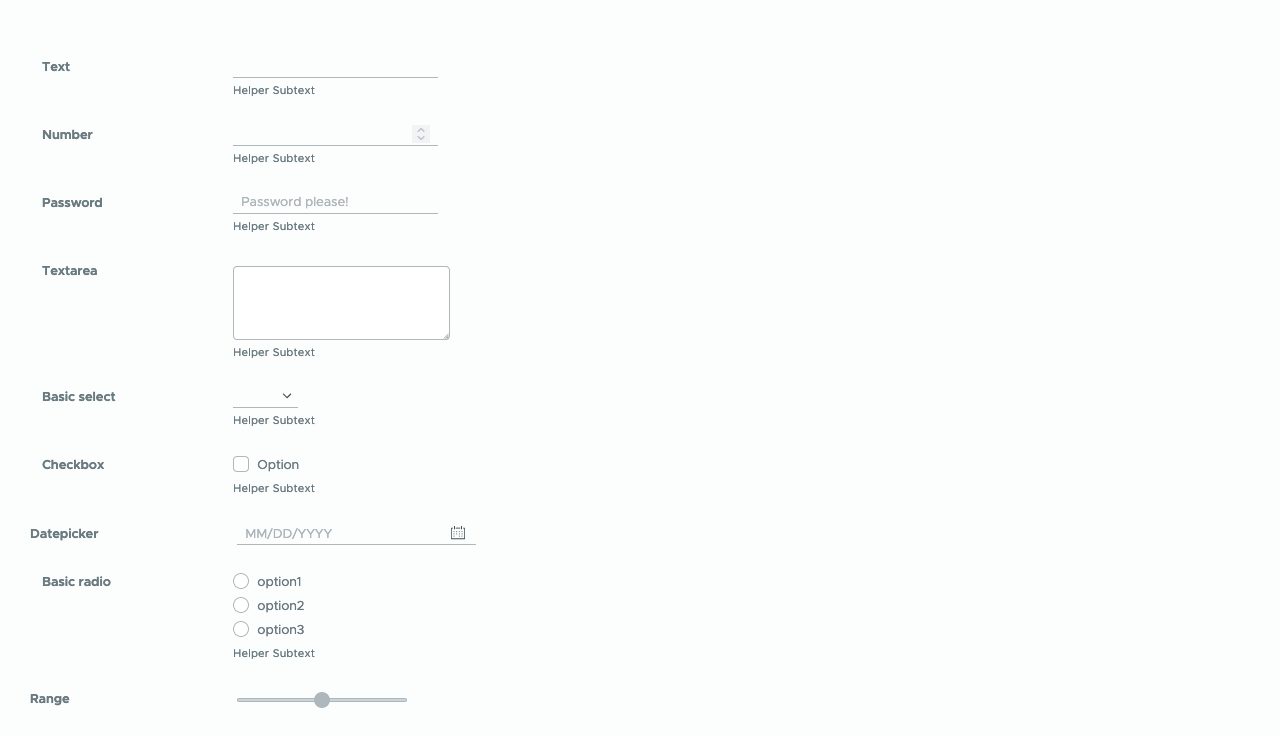 Text
Helper Subtext
Number
Helper Subtext
Password Password please!
Helper Subtext
Textarea
Helper Subtext
Basic select
Helper Subtext
Checkbox Option
Helper Subtext
Datepicker MM/DD/YYYY
Basic radio option1
option2
option3
Helper Subtext
Range